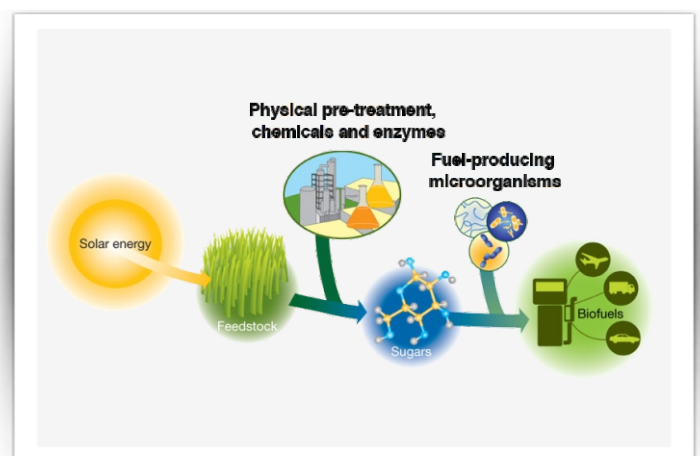 Physical pre-treatment,
chemicals and enzymes
Fuel-producing
microorganisms
Solar energy
Feedstock
Sugars
Biofuels